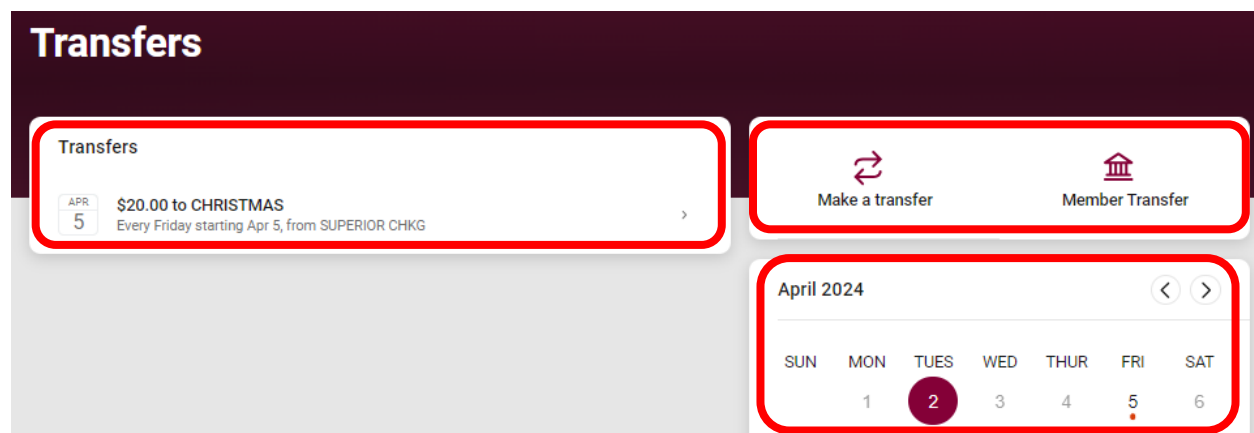 Transfers
Transfers
APR
5
$20.00 to CHRISTMAS
Every Friday starting Apr 5, from SUPERIOR CHKG
Make a transfer
Member Transfer
April 2024
SUN MON TUES WED THUR FRI SAT
1 2 3 4 5 6